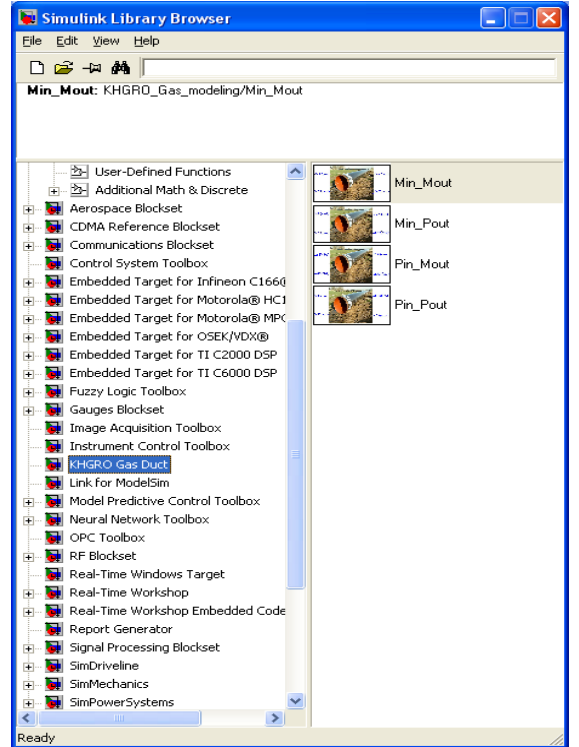 Simulink Library Browser
File Edit View Help
Min_Mout: KHGRO_Gas_modeling/Min_Mout
User-Defined Functions
Additional Math & Discrete
Aerospace Blockset
CDMA Reference Blockset
Communications Blockset
Control System Toolbox
Embedded Target for Infineon C166(
Embedded Target for Motorola® HC1
Embedded Target for Motorola® MP(
Embedded Target for OSEK/VDX®
Embedded Target for TI C2000 DSP
Embedded Target for TI C6000 DSP
Fuzzy Logic Toolbox
Gauges Blockset
Image Acquisition Toolbox
Instrument Control Toolbox
KHGRO Gas Duct
Link for ModelSim
Model Predictive Control Toolbox
Neural Network Toolbox
OPC Toolbox
RF Blockset
Real-Time Windows Target
Real-Time Workshop
Real-Time Workshop Embedded Code
Report Generator
Signal Processing Blockset
SimDriveline
SimMechanics
SimPowerSystems
Min_Mout
Min_Pout
Pin_Mout
Pin_Pout
Ready